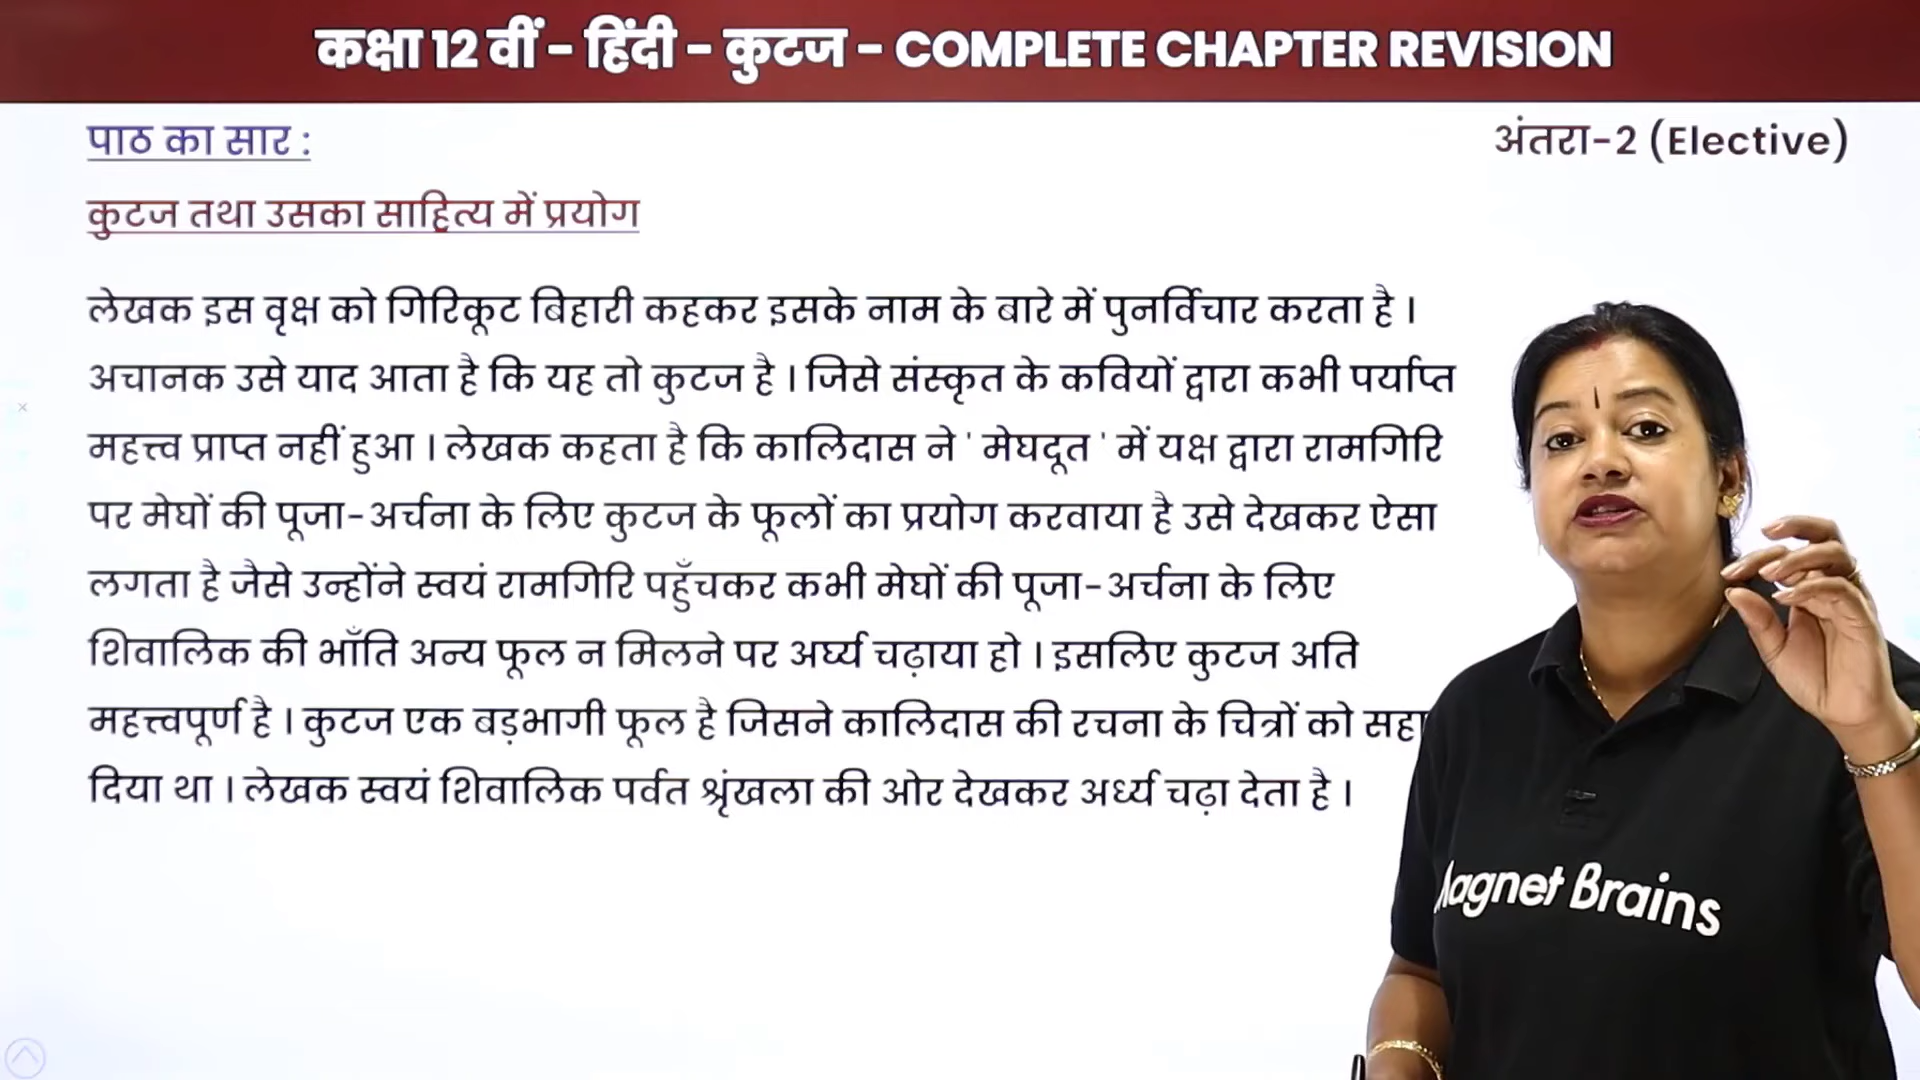 कक्षा 12 वीं - हिंदी - कुटज - COMPLETE CHAPTER REVISION
पाठ का सार :
अंतरा-2 (Elective)
कुटज तथा उसका साहित्य में प्रयोग
लेखक इस वृक्ष को गिरिकूट बिहारी कहकर इसके नाम के बारे में पुनर्विचार करता है ।
अचानक उसे याद आता है कि यह तो कुटज है । जिसे संस्कृत के कवियों द्वारा कभी पर्याप्त
महत्त्व प्राप्त नहीं हुआ । लेखक कहता है कि कालिदास ने ' मेघदूत ' में यक्ष द्वारा रामगिरि
पर मेघों की पूजा-अर्चना के लिए कुटज के फूलों का प्रयोग करवाया है उसे देखकर ऐसा
लगता है जैसे उन्होंने स्वयं रामगिरि पहुँचकर कभी मेघों की पूजा-अर्चना के लिए
शिवालिक की भाँति अन्य फूल न मिलने पर अर्घ्य चढ़ाया हो । इसलिए कुटज अति
महत्त्वपूर्ण है । कुटज एक बड़भागी फूल है जिसने कालिदास की रचना के चित्रों को
दिया था । लेखक स्वयं शिवालिक पर्वत श्रृंखला की ओर देखकर अर्ध्य चढ़ा देता है ।
agnet Brains